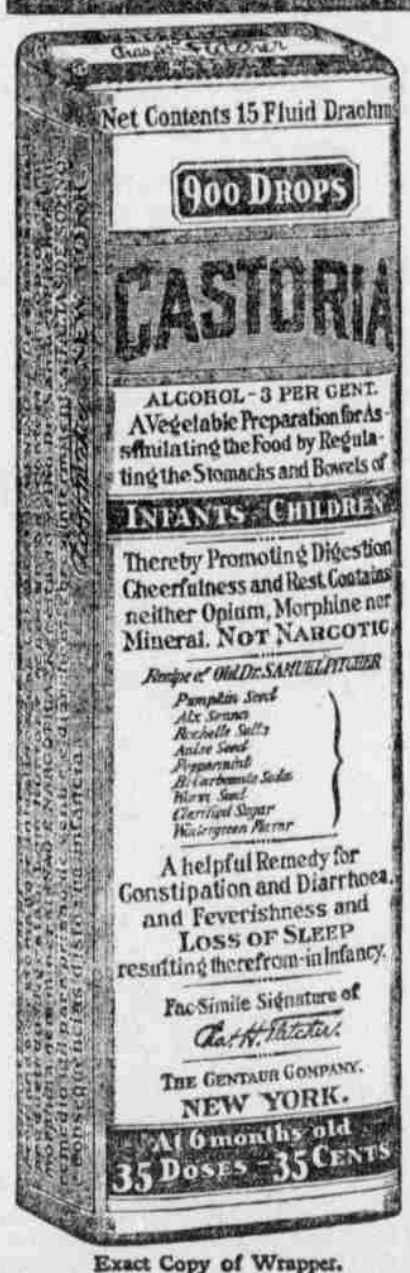 Chas. H. Fletcher
Net Contents 15 Fluid Drachm
900 DROPS
CASTORIA
ALCOHOL - 3 PER CENT.
A Vegetable Preparation for As-
similating the Food by Regula-
ting the Stomachs and Bowels of
INFANTS - CHILDREN
Thereby Promoting Digestion
Cheerfulness and Rest. Contains
neither Opium, Morphine nor
Mineral. NOT NARCOTIC
Recipe of Old Dr. SAMUEL PITCHER
Pumpkin Seed
Alx Senna
Rochelle Salts
Anise Seed
Peppermint
Bi Carbonate Soda
Worm Seed
Clarified Sugar
Wintergreen Flavor
A helpful Remedy for
Constipation and Diarrhoea,
and Feverishness and
LOSS OF SLEEP
resulting therefrom-in Infancy.
Fac-Simile Signature of
Chas. H. Fletcher.
THE CENTAUR COMPANY,
NEW YORK.
At 6 months old
35 DOSES - 35 CENTS
NEW YORK
Exact Copy of Wrapper.